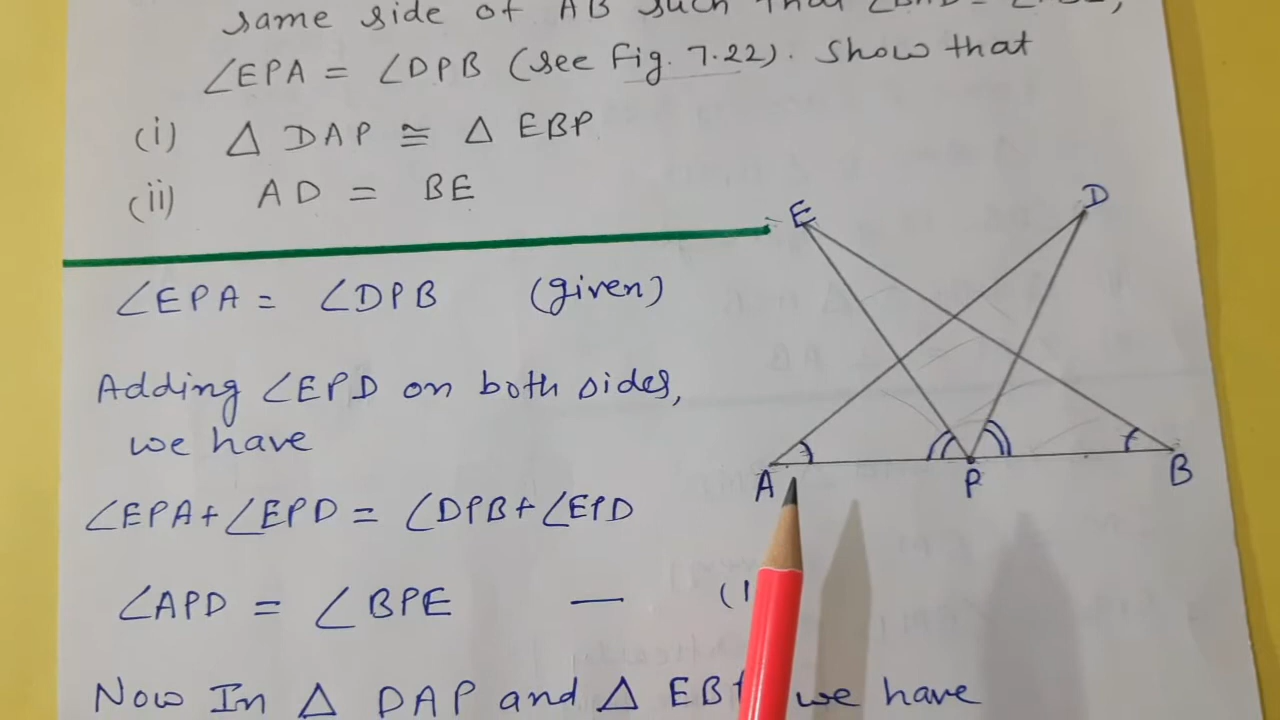 same side of AB such that
∠EPA = ∠DPB (see Fig. 7.22). Show that
(i) △ DAP ≅ △ EBP
(ii) AD = BE
∠EPA = ∠DPB (given)
Adding ∠EPD on both sides,
we have
∠EPA+∠EPD = ∠DPB+∠EPD
∠APD = ∠BPE — (1
Now In △ DAP and △ EB we have
E
D
A
P
B